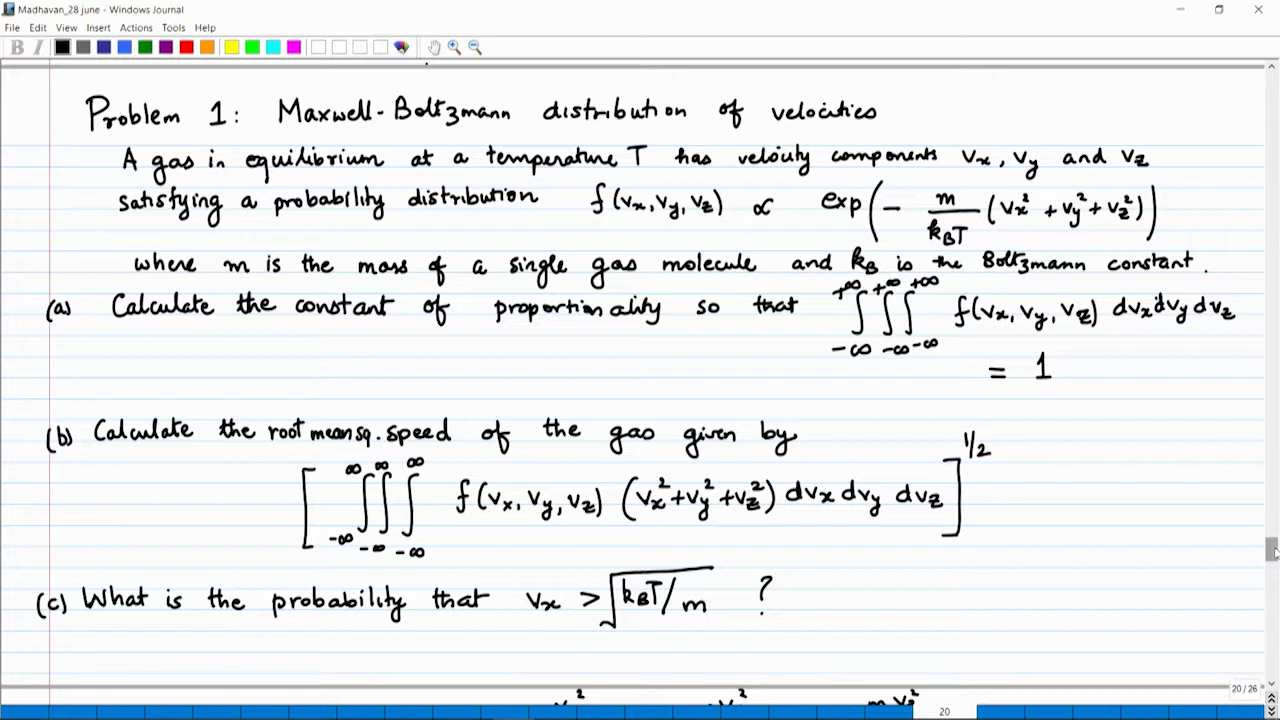 Madhavan_28 june - Windows Journal
File Edit View Insert Actions Tools Help
B I
Problem 1: Maxwell-Boltzmann distribution of velocities
A gas in equilibrium at a temperature T has velocity components vx, vy and vz
satisfying a probability distribution f(vx, vy, vz) ∝ exp(- m/kBT (vx² + vy² + vz²))
where m is the mass of a single gas molecule and kB is the Boltzmann constant.
(a) Calculate the constant of proportionality so that ∫_{-∞}^{+∞} ∫_{-∞}^{+∞} ∫_{-∞}^{+∞} f(vx, vy, vz) dvx dvy dvz
= 1
(b) Calculate the root mean sq. speed of the gas given by
[ ∫_{-∞}^{∞} ∫_{-∞}^{∞} ∫_{-∞}^{∞} f(vx, vy, vz) (vx² + vy² + vz²) dvx dvy dvz ]^{1/2}
(c) What is the probability that vx > √(kBT/m) ?
20 / 26
20